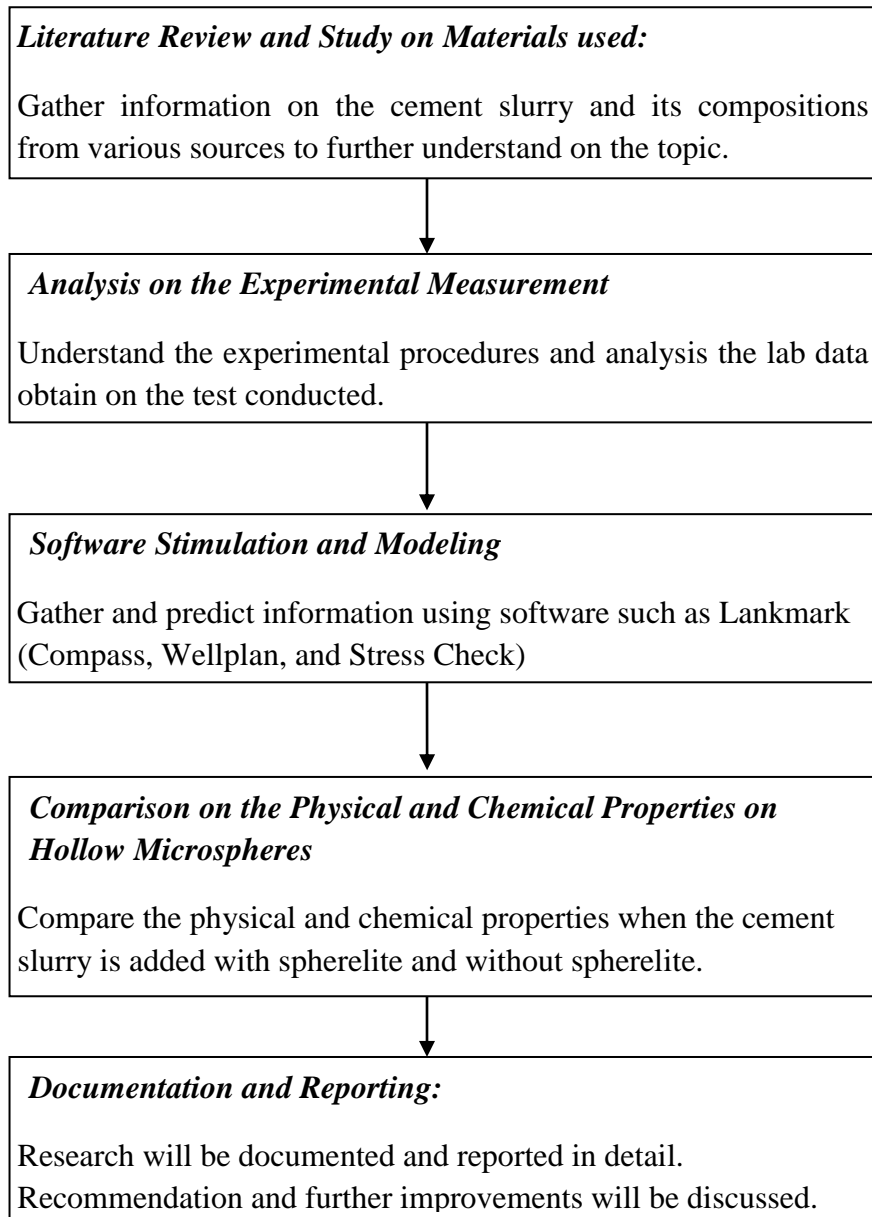 Literature Review and Study on Materials used:
Gather information on the cement slurry and its compositions
from various sources to further understand on the topic.
Analysis on the Experimental Measurement
Understand the experimental procedures and analysis the lab data
obtain on the test conducted.
Software Stimulation and Modeling
Gather and predict information using software such as Lankmark
(Compass, Wellplan, and Stress Check)
Comparison on the Physical and Chemical Properties on
Hollow Microspheres
Compare the physical and chemical properties when the cement
slurry is added with spherelite and without spherelite.
Documentation and Reporting:
Research will be documented and reported in detail.
Recommendation and further improvements will be discussed.